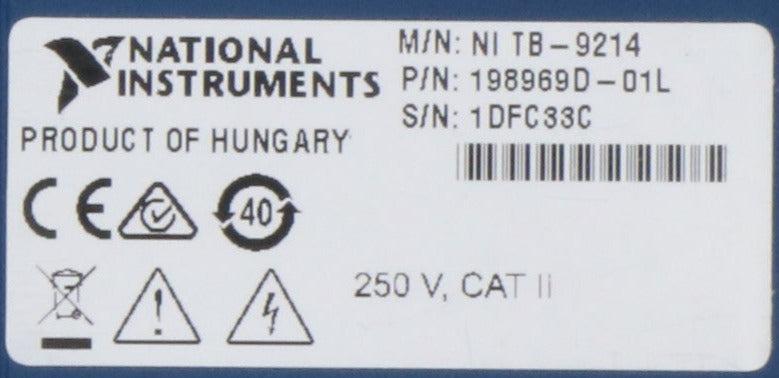 NATIONAL
INSTRUMENTS
M/N: NI TB-9214
P/N: 198969D-01L
S/N: 1DFC33C
PRODUCT OF HUNGARY
CE
40
250 V, CAT II